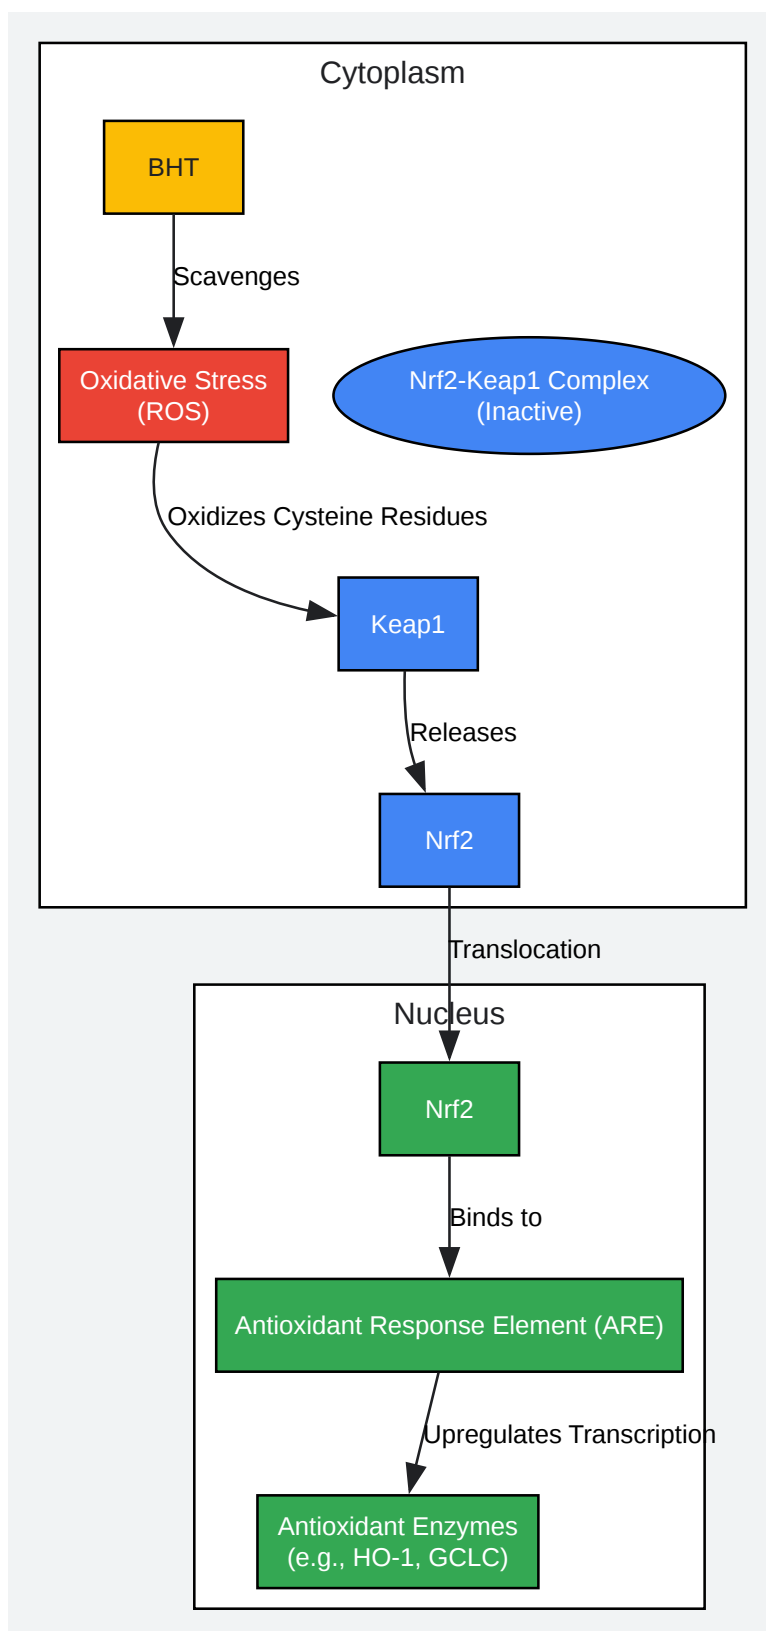 Cytoplasm
BHT
Scavenges
Oxidative Stress
(ROS)
Nrf2-Keap1 Complex
(Inactive)
Oxidizes Cysteine Residues
Keap1
Releases
Nrf2
Translocation
Nucleus
Nrf2
Binds to
Antioxidant Response Element (ARE)
Upregulates Transcription
Antioxidant Enzymes
(e.g., HO-1, GCLC)